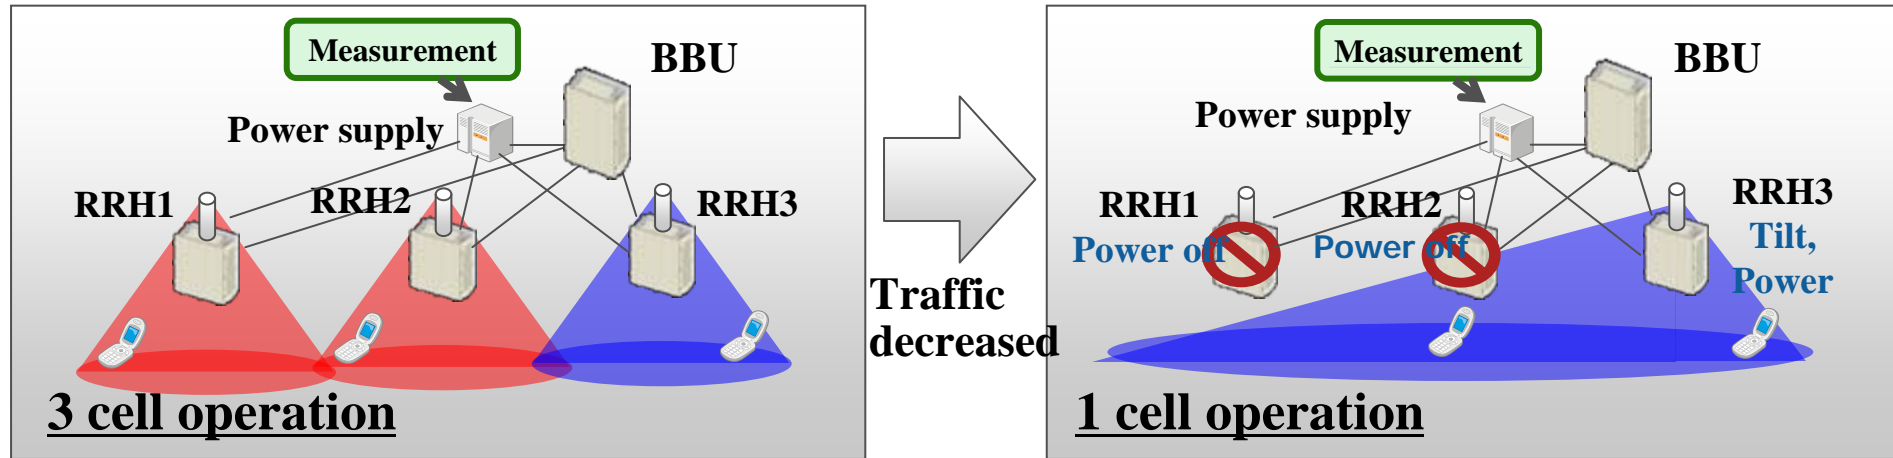 Measurement
BBU
Power supply
RRH1
RRH2
RRH3
3 cell operation
Traffic
decreased
Measurement
BBU
Power supply
RRH1
Power off
RRH2
Power off
RRH3
Tilt,
Power
1 cell operation